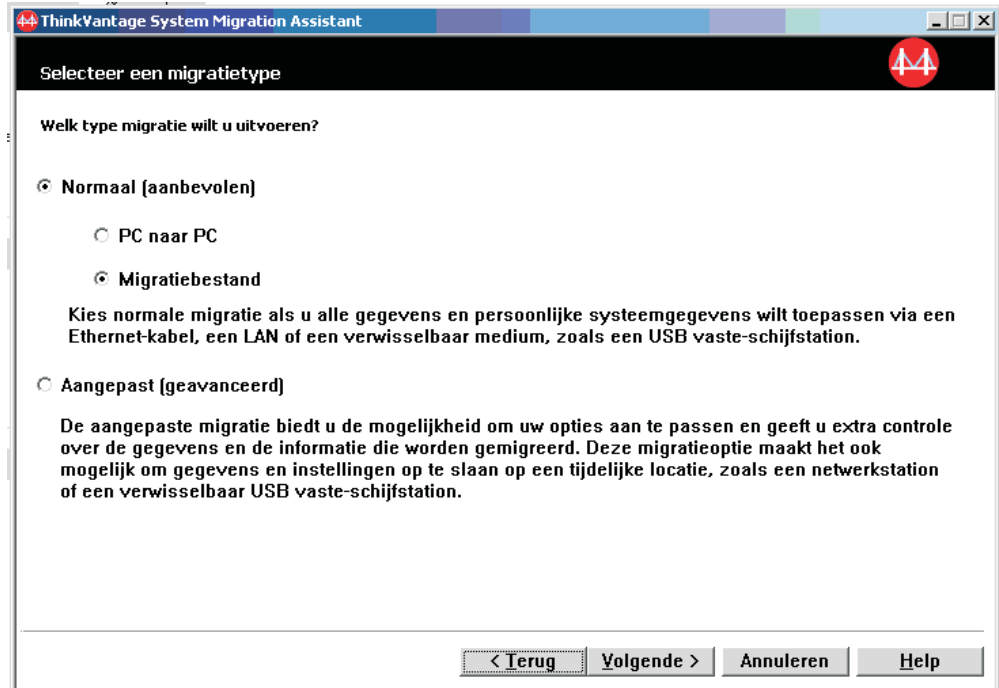 ThinkVantage System Migration Assistant
Selecteer een migratietype
Welk type migratie wilt u uitvoeren?
Normaal (aanbevolen)
PC naar PC
Migratiebestand
Kies normale migratie als u alle gegevens en persoonlijke systeemgegevens wilt toepassen via een
Ethernet-kabel, een LAN of een verwisselbaar medium, zoals een USB vaste-schijfstation.
Aangepast (geavanceerd)
De aangepaste migratie biedt u de mogelijkheid om uw opties aan te passen en geeft u extra controle
over de gegevens en de informatie die worden gemigreerd. Deze migratieoptie maakt het ook
mogelijk om gegevens en instellingen op te slaan op een tijdelijke locatie, zoals een netwerkstation
of een verwisselbaar USB vaste-schijfstation.
< Terug Volgende > Annuleren Help